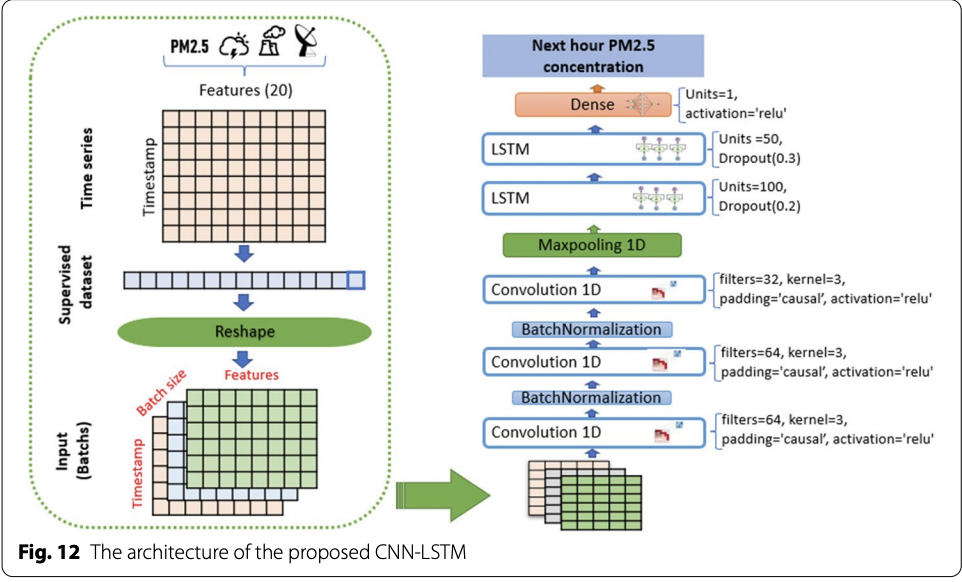 PM2.5
Features (20)
Time series
Timestamp
Supervised
dataset
Reshape
Features
Batch size
Timestamp
Input
(Batchs)
Next hour PM2.5
concentration
Dense
Units=1,
activation='relu'
LSTM
Units =50,
Dropout(0.3)
LSTM
Units=100,
Dropout(0.2)
Maxpooling 1D
Convolution 1D
filters=32, kernel=3,
padding='causal', activation='relu'
BatchNormalization
Convolution 1D
filters=64, kernel=3,
padding='causal', activation='relu'
BatchNormalization
Convolution 1D
filters=64, kernel=3,
padding='causal', activation='relu'
Fig. 12 The architecture of the proposed CNN-LSTM